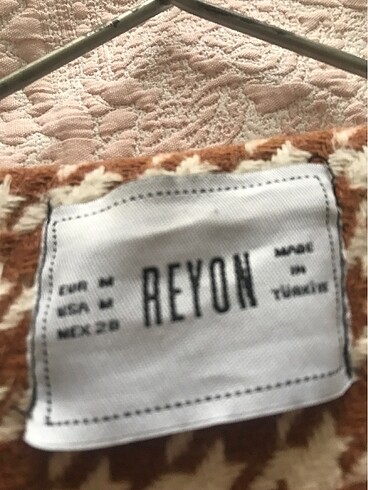 EUR M
USA M
MEX 28
REYON
MADE
IN
TÜRKİYE